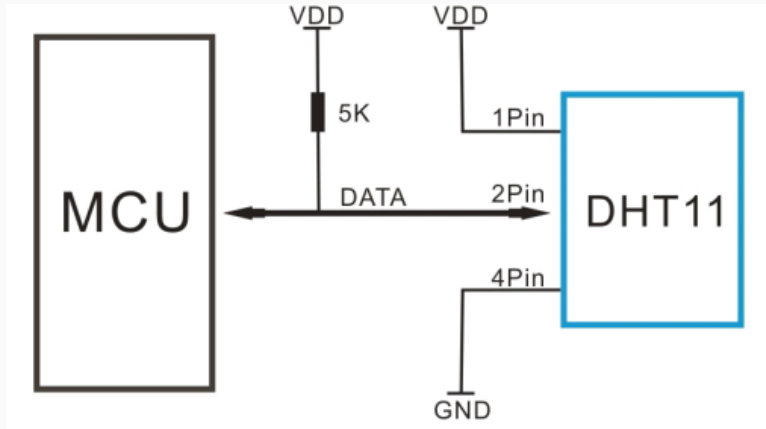 VDD
VDD
5K
1Pin
MCU
DATA
2Pin
DHT11
4Pin
GND